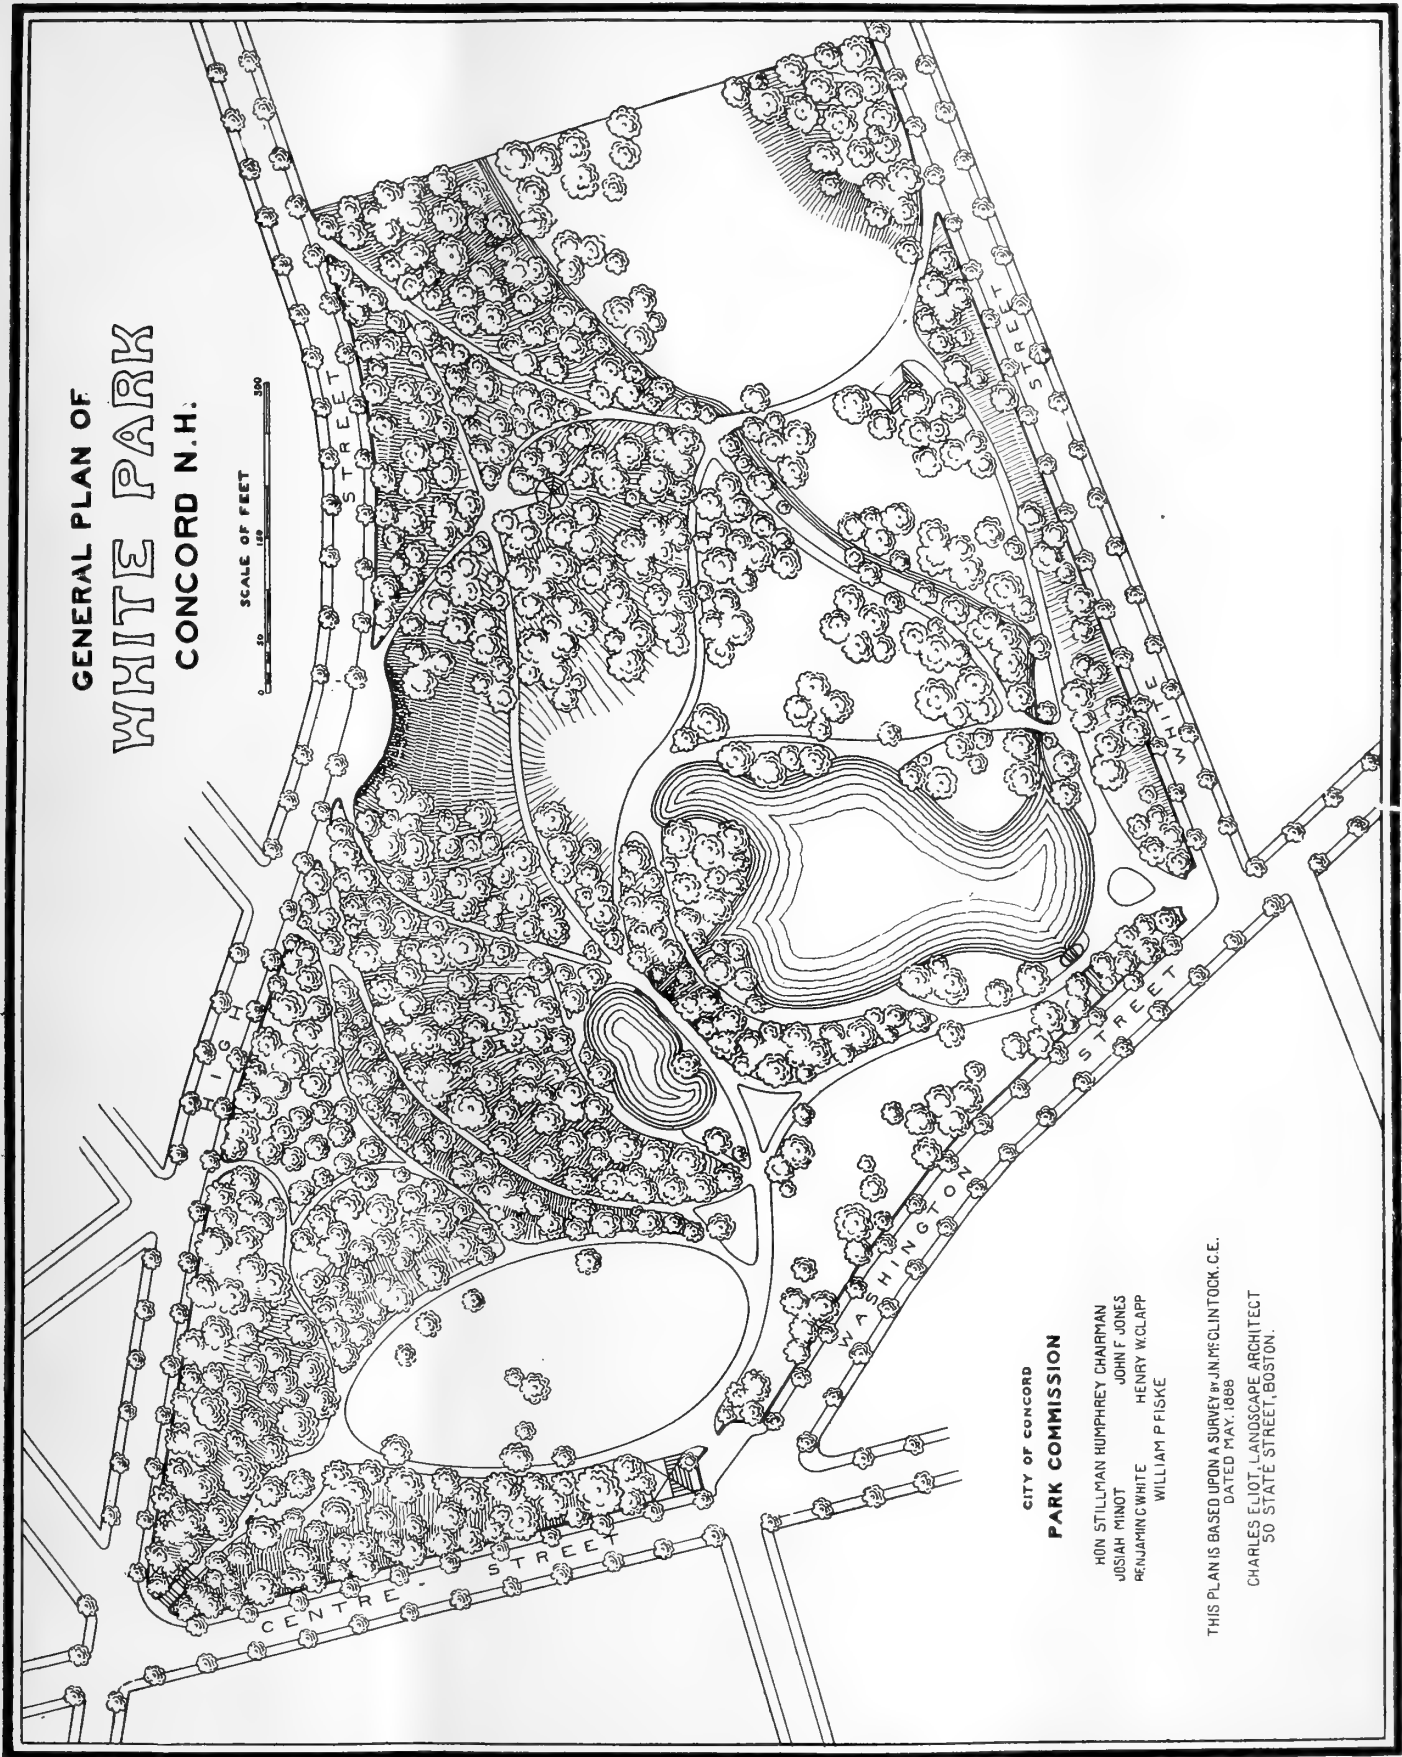 GENERAL PLAN OF
WHITE PARK
CONCORD N.H.
SCALE OF FEET
0 50 150 300
STREET
HIGH
STREET
WHITE
STREET
WASHINGTON
CENTRE - STREET
CITY OF CONCORD
PARK COMMISSION
HON STILLMAN HUMPHREY CHAIRMAN
JOSIAH MINOT JOHN F JONES
BENJAMIN C WHITE HENRY W. CLAPP
WILLIAM P FISKE
THIS PLAN IS BASED UPON A SURVEY BY J.N. McCLINTOCK. C.E.
DATED MAY. 1888
CHARLES ELIOT, LANDSCAPE ARCHITECT
50 STATE STREET, BOSTON.